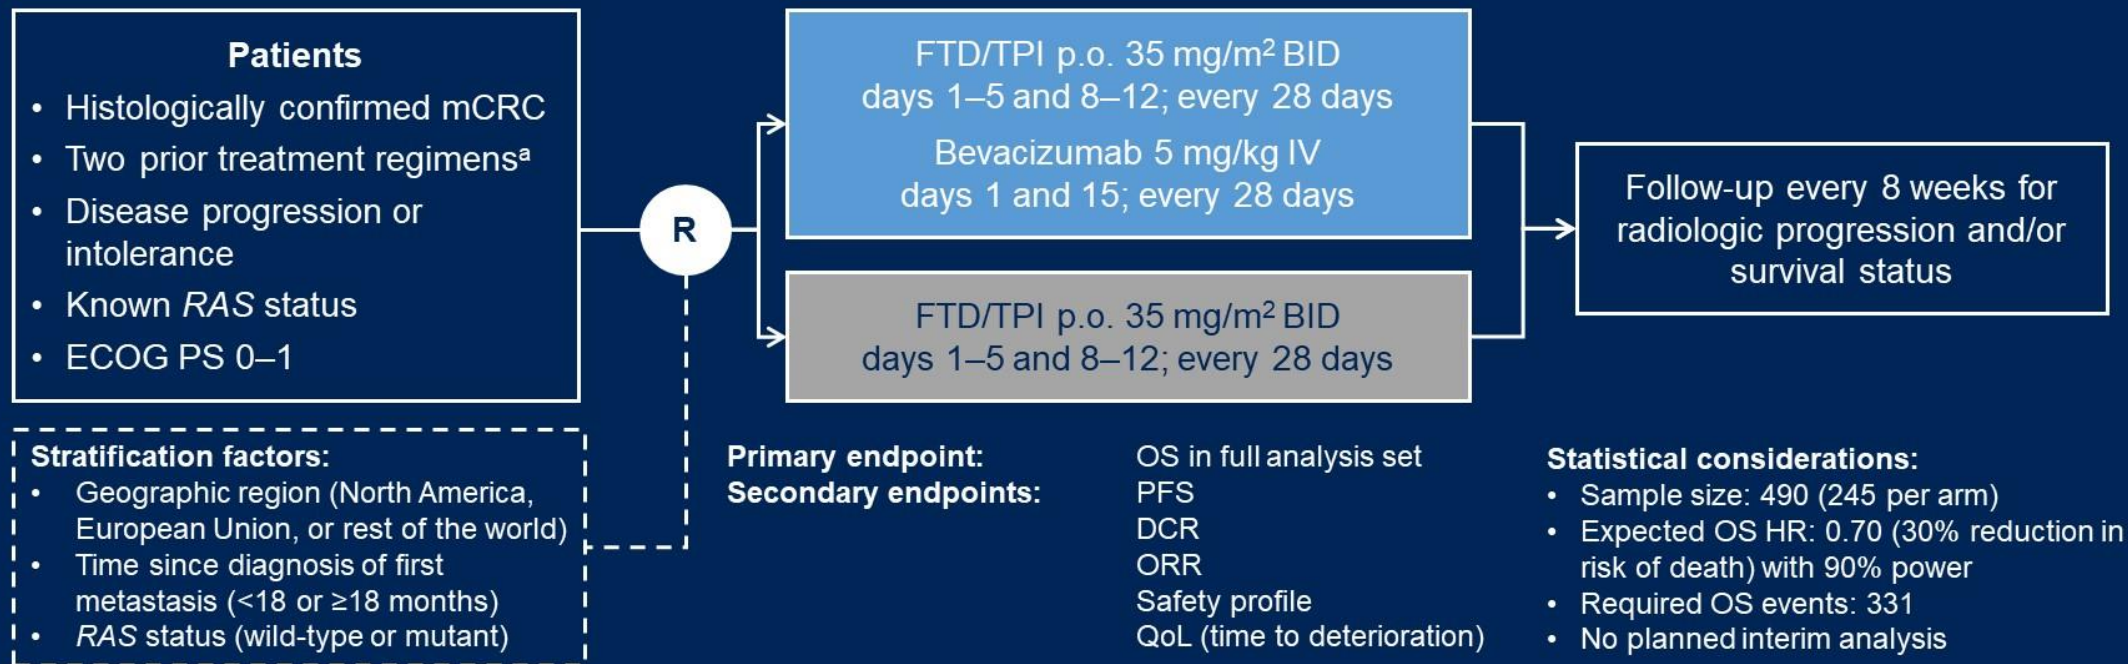 Patients
• Histologically confirmed mCRC
• Two prior treatment regimensᵃ
• Disease progression or
intolerance
• Known RAS status
• ECOG PS 0–1
R
FTD/TPI p.o. 35 mg/m² BID
days 1–5 and 8–12; every 28 days
Bevacizumab 5 mg/kg IV
days 1 and 15; every 28 days
FTD/TPI p.o. 35 mg/m² BID
days 1–5 and 8–12; every 28 days
Follow-up every 8 weeks for
radiologic progression and/or
survival status
Stratification factors:
• Geographic region (North America,
European Union, or rest of the world)
• Time since diagnosis of first
metastasis (<18 or ≥18 months)
• RAS status (wild-type or mutant)
Primary endpoint: OS in full analysis set
Secondary endpoints: PFS
DCR
ORR
Safety profile
QoL (time to deterioration)
Statistical considerations:
• Sample size: 490 (245 per arm)
• Expected OS HR: 0.70 (30% reduction in
risk of death) with 90% power
• Required OS events: 331
• No planned interim analysis